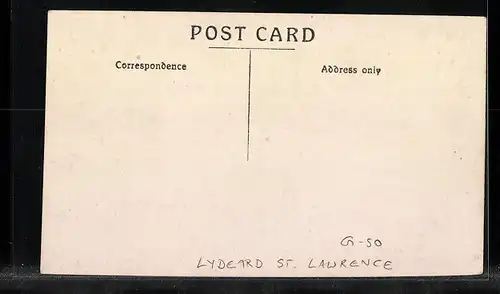 POST CARD
Correspondence
Address only
G-50
LYDEARD ST. LAWRENCE